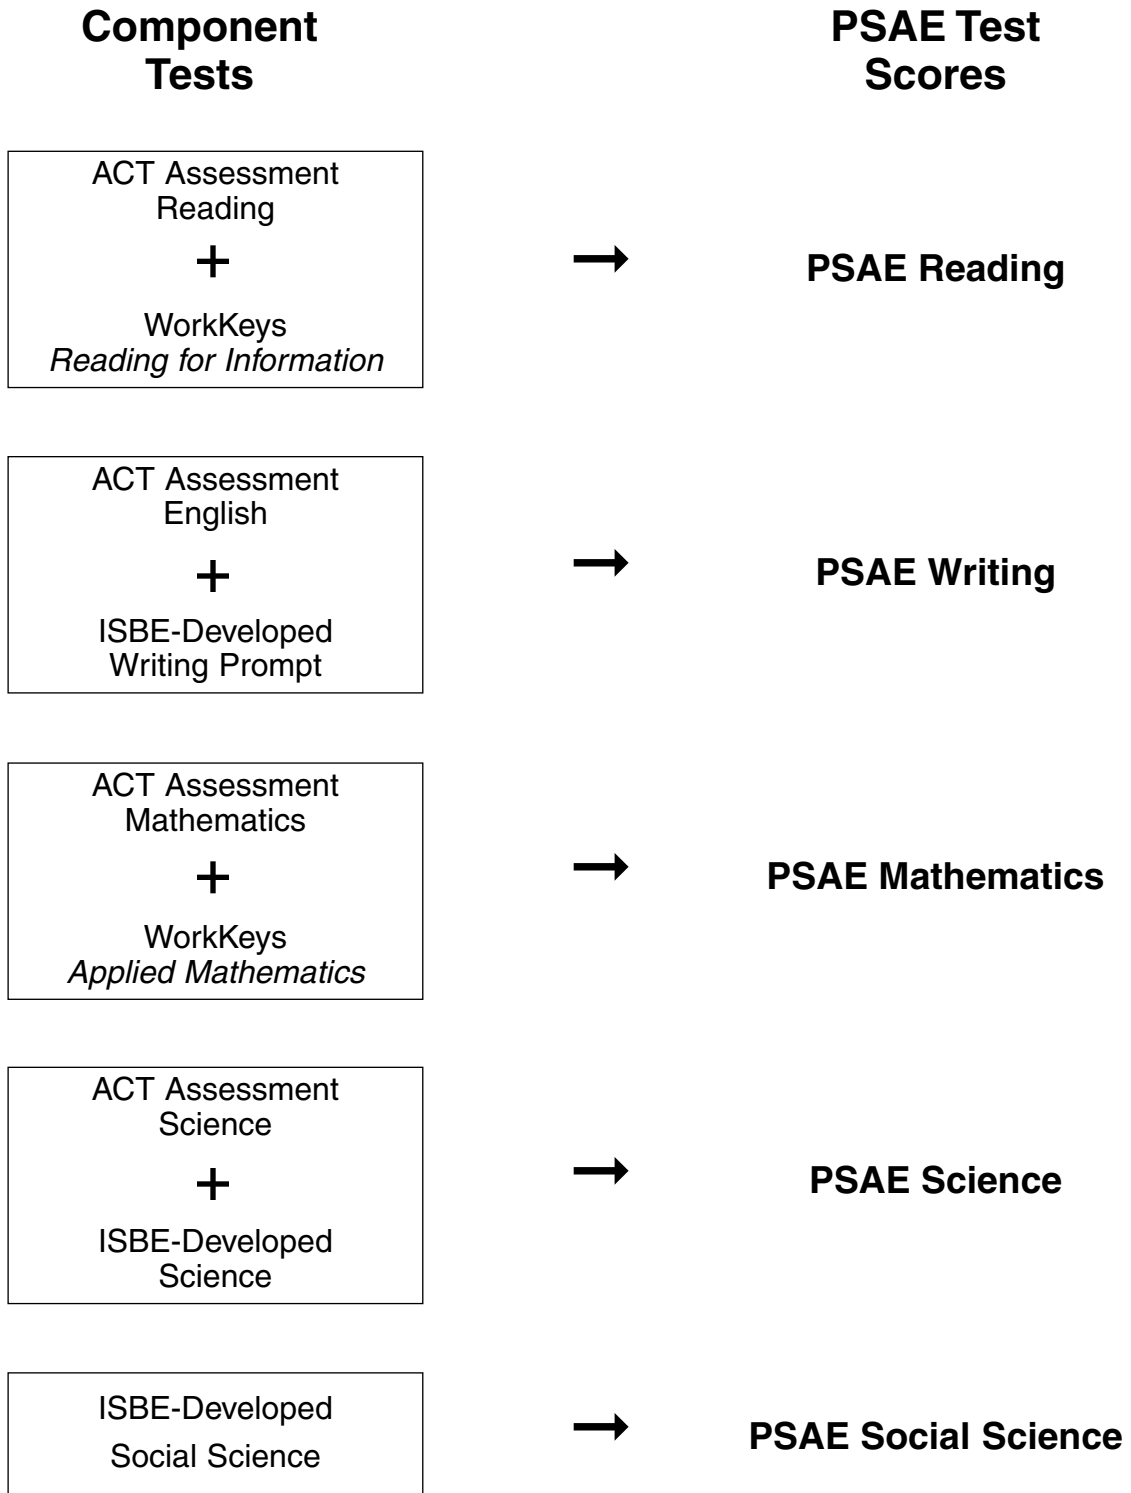 Component
Tests
PSAE Test
Scores
ACT Assessment
Reading
+
WorkKeys
Reading for Information
→
PSAE Reading
ACT Assessment
English
+
ISBE-Developed
Writing Prompt
→
PSAE Writing
ACT Assessment
Mathematics
+
WorkKeys
Applied Mathematics
→
PSAE Mathematics
ACT Assessment
Science
+
ISBE-Developed
Science
→
PSAE Science
ISBE-Developed
Social Science
→
PSAE Social Science